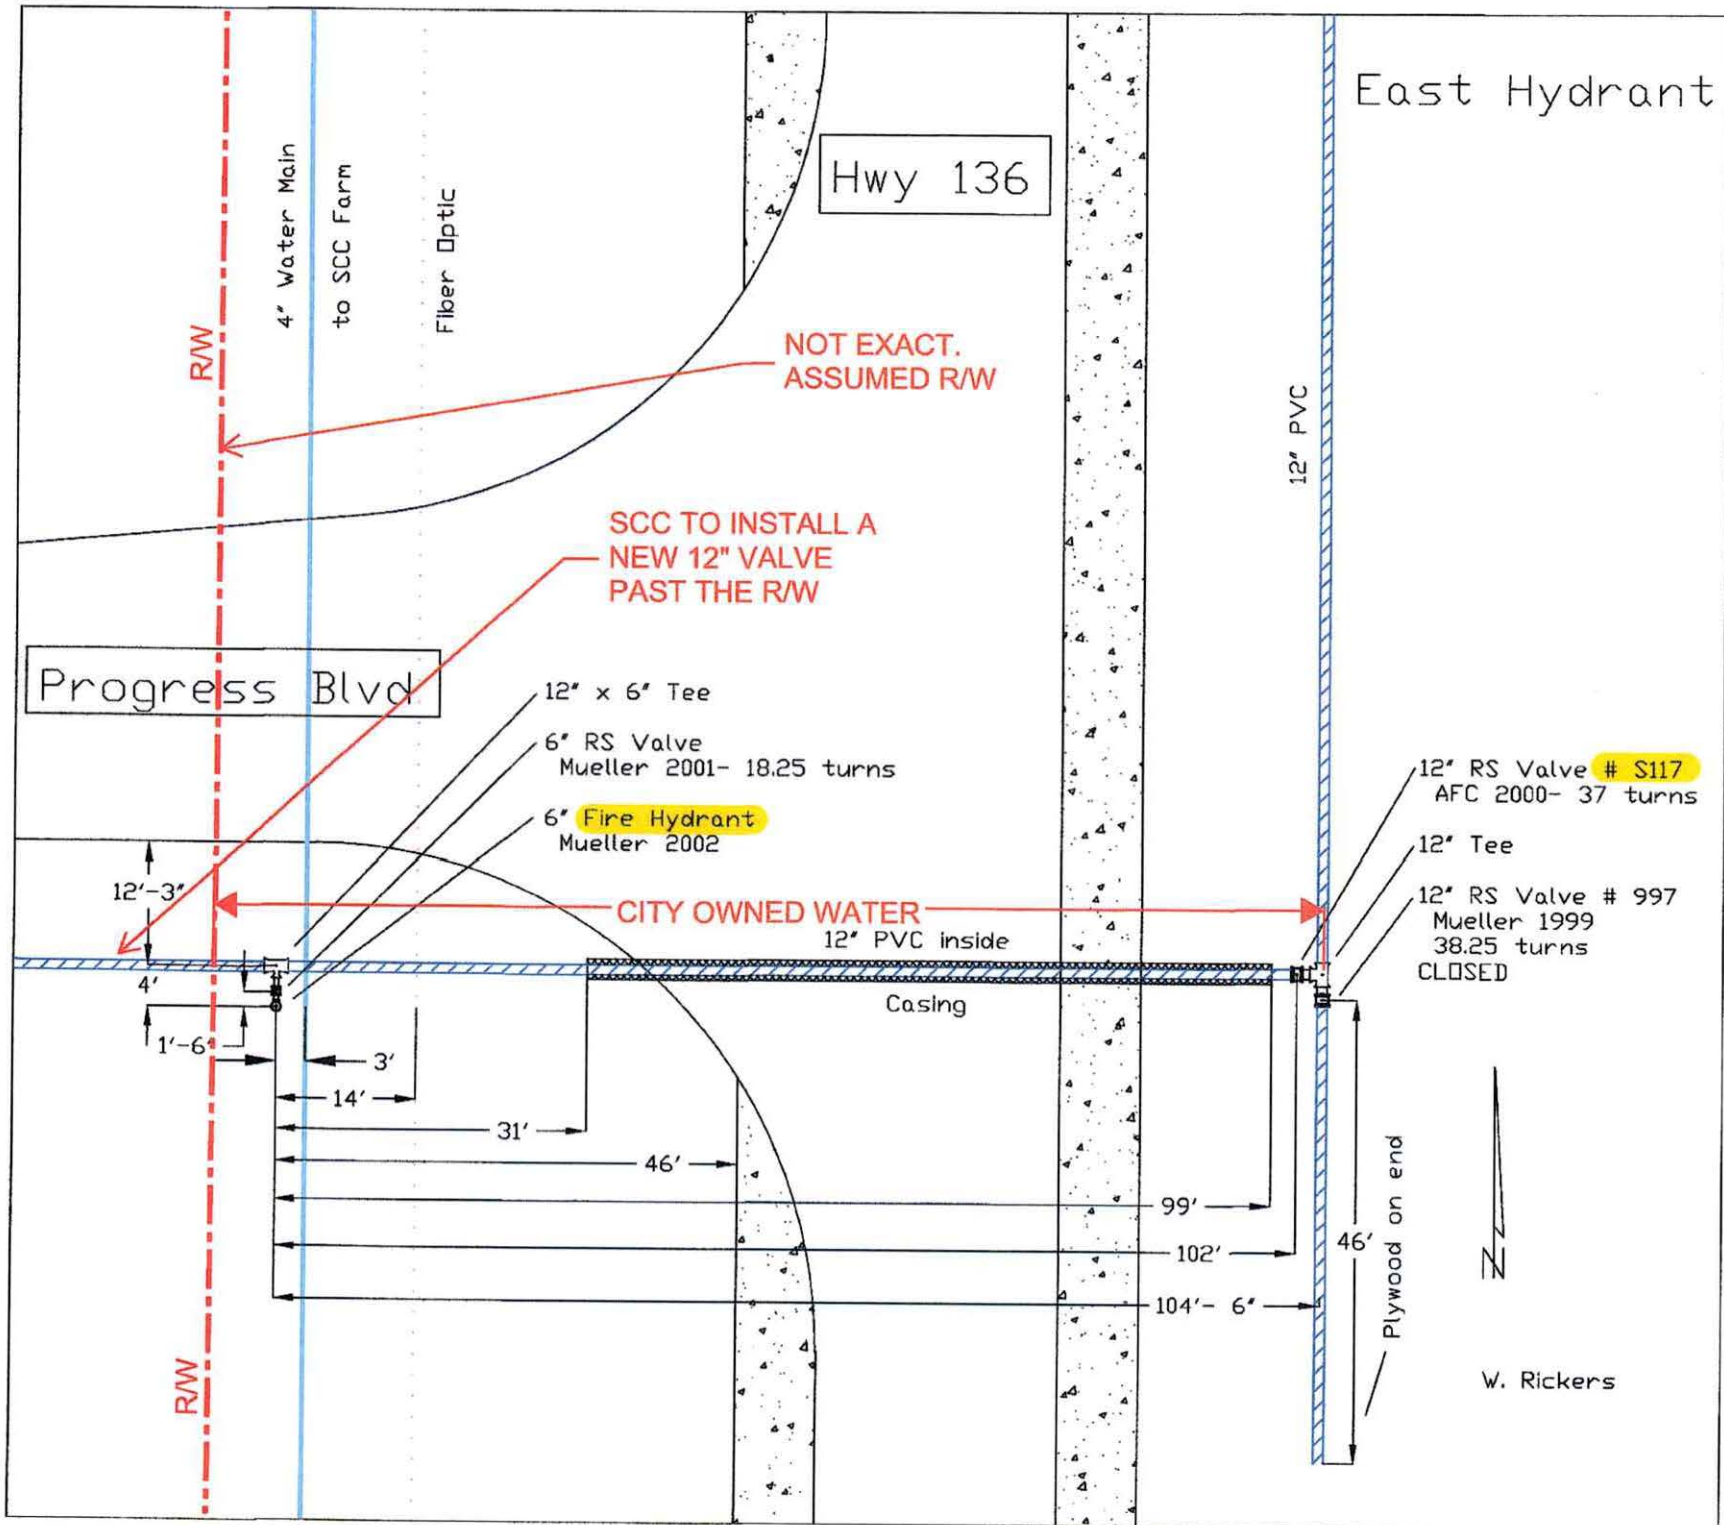 East Hydrant
Hwy 136
4" Water Main
to SCC Farm
Fiber Optic
R/W
NOT EXACT.
ASSUMED R/W
12" PVC
SCC TO INSTALL A
NEW 12" VALVE
PAST THE R/W
Progress Blvd
12" x 6" Tee
6" RS Valve
Mueller 2001- 18.25 turns
6" Fire Hydrant
Mueller 2002
12" RS Valve # S117
AFC 2000- 37 turns
12" Tee
12" RS Valve # 997
Mueller 1999
38.25 turns
CLOSED
12'-3"
CITY OWNED WATER
12" PVC inside
Casing
4'
1'-6"
3'
14'
31'
46'
99'
102'
104'- 6"
46'
Plywood on end
N
R/W
W. Rickers